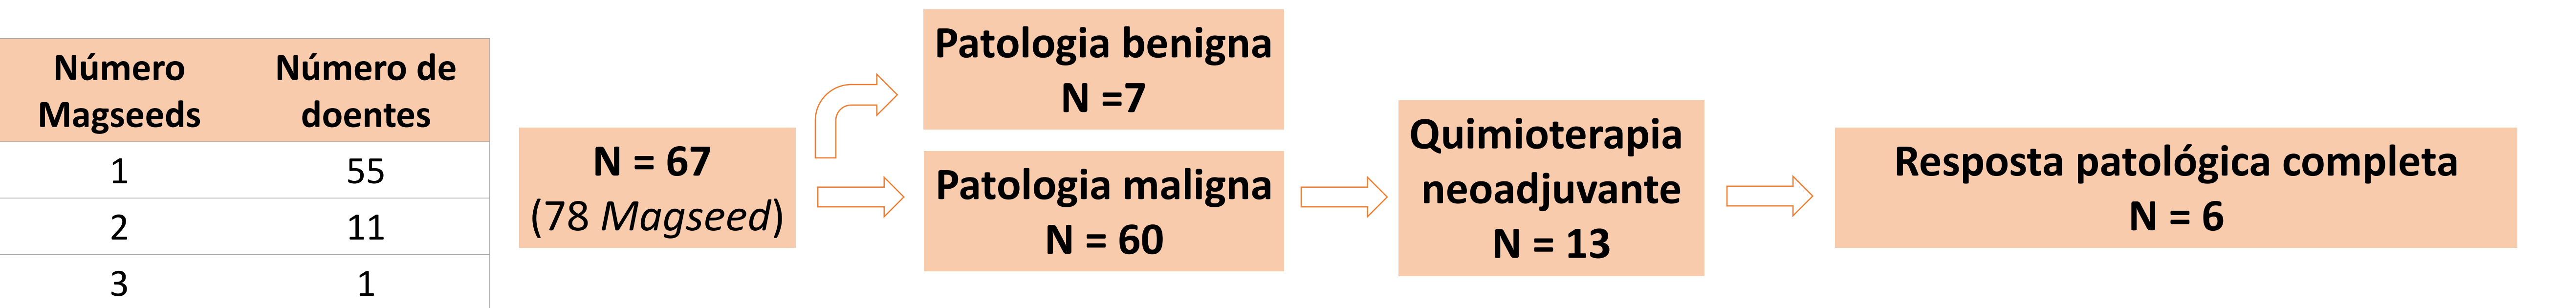 Número Magseeds	Número de doentes
1	55
2	11
3	1
N = 67
(78 Magseed)
Patologia benigna
N =7
Patologia maligna
N = 60
Quimioterapia
neoadjuvante
N = 13
Resposta patológica completa
N = 6